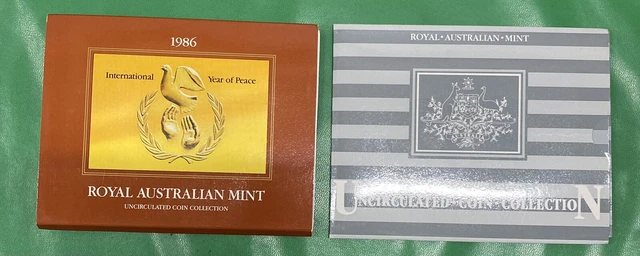 1986
International Year of Peace
ROYAL AUSTRALIAN MINT
UNCIRCULATED COIN COLLECTION
ROYAL • AUSTRALIAN • MINT
UNCIRCULATED COIN COLLECTION